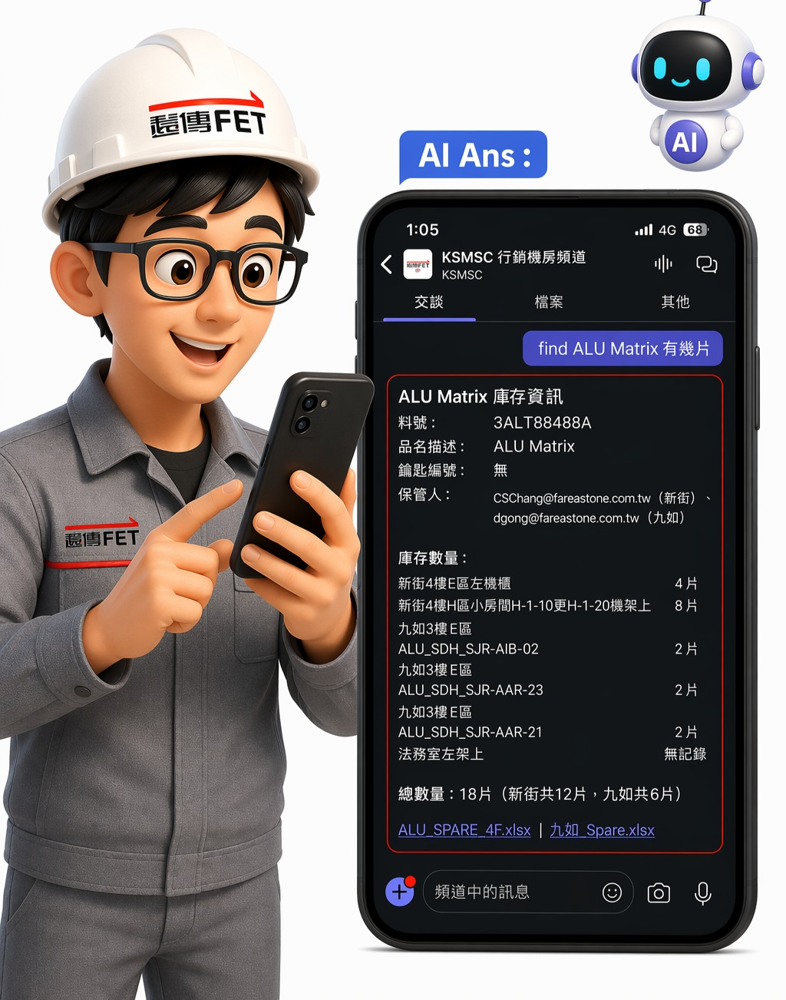 遠傳FET
AI
AI Ans :
1:05
4G 68
KSMSC 行銷機房頻道
KSMSC
交談 檔案 其他
find ALU Matrix 有幾片
ALU Matrix 庫存資訊
料號 : 3ALT88488A
品名描述 : ALU Matrix
鑰匙編號 : 無
保管人 : CSChang@fareastone.com.tw（新街）、
dgong@fareastone.com.tw（九如）
庫存數量 :
新街4樓E區左機櫃 4 片
新街4樓H區小房間H-1-10更H-1-20機架上 8 片
九如3樓E區
ALU_SDH_SJR-AIB-02 2 片
九如3樓E區
ALU_SDH_SJR-AAR-23 2 片
九如3樓E區
ALU_SDH_SJR-AAR-21 2 片
法務室左架上 無記錄
總數量 : 18片（新街共12片，九如共6片）
ALU_SPARE_4F.xlsx | 九如_Spare.xlsx
頻道中的訊息
遠傳FET